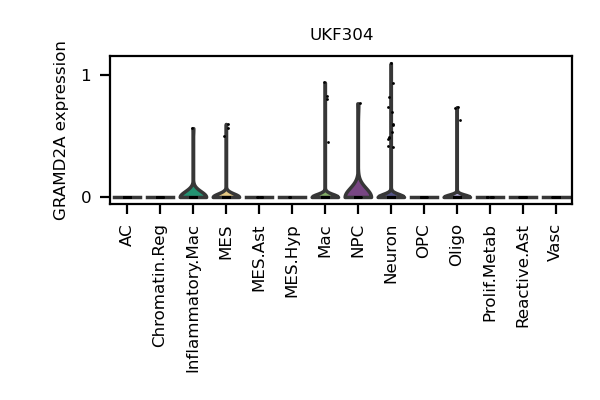 UKF304
GRAMD2A expression
1
0
AC
Chromatin.Reg
Inflammatory.Mac
MES
MES.Ast
MES.Hyp
Mac
NPC
Neuron
OPC
Oligo
Prolif.Metab
Reactive.Ast
Vasc